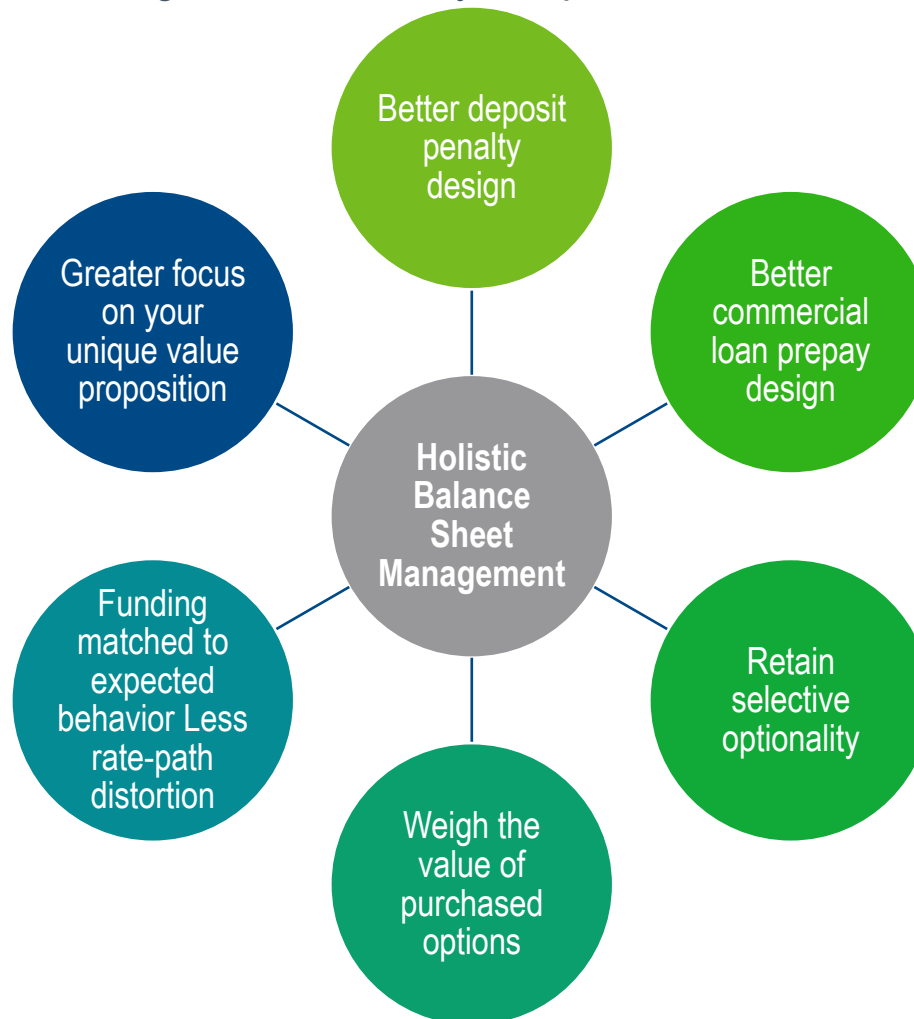 Better deposit
penalty
design
Greater focus
on your
unique value
proposition
Better
commercial
loan prepay
design
Holistic
Balance
Sheet
Management
Funding
matched to
expected
behavior Less
rate-path
distortion
Retain
selective
optionality
Weigh the
value of
purchased
options